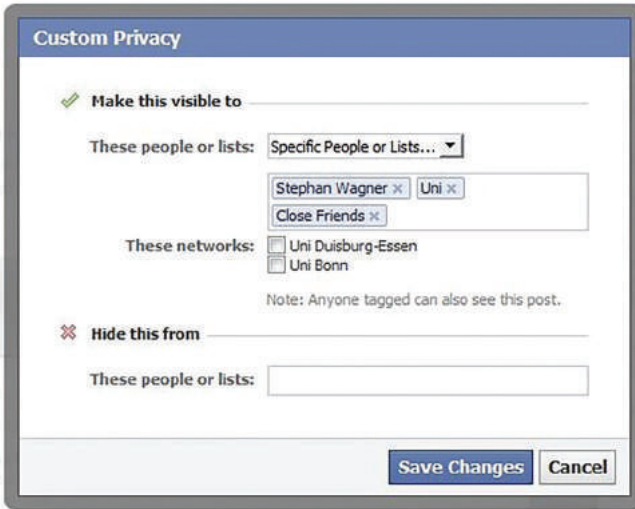 Custom Privacy
Make this visible to
These people or lists: Specific People or Lists...
Stephan Wagner × Uni ×
Close Friends ×
These networks: Uni Duisburg-Essen
Uni Bonn
Note: Anyone tagged can also see this post.
Hide this from
These people or lists:
Save Changes Cancel